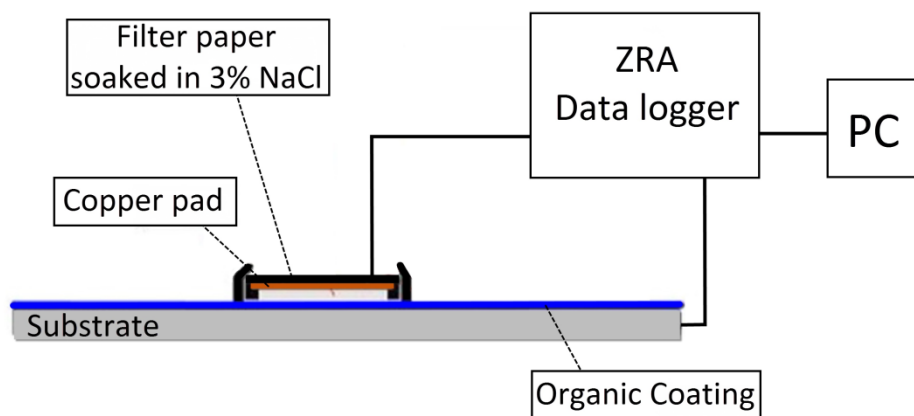 Filter paper
soaked in 3% NaCl
ZRA
Data logger
PC
Copper pad
Substrate
Organic Coating